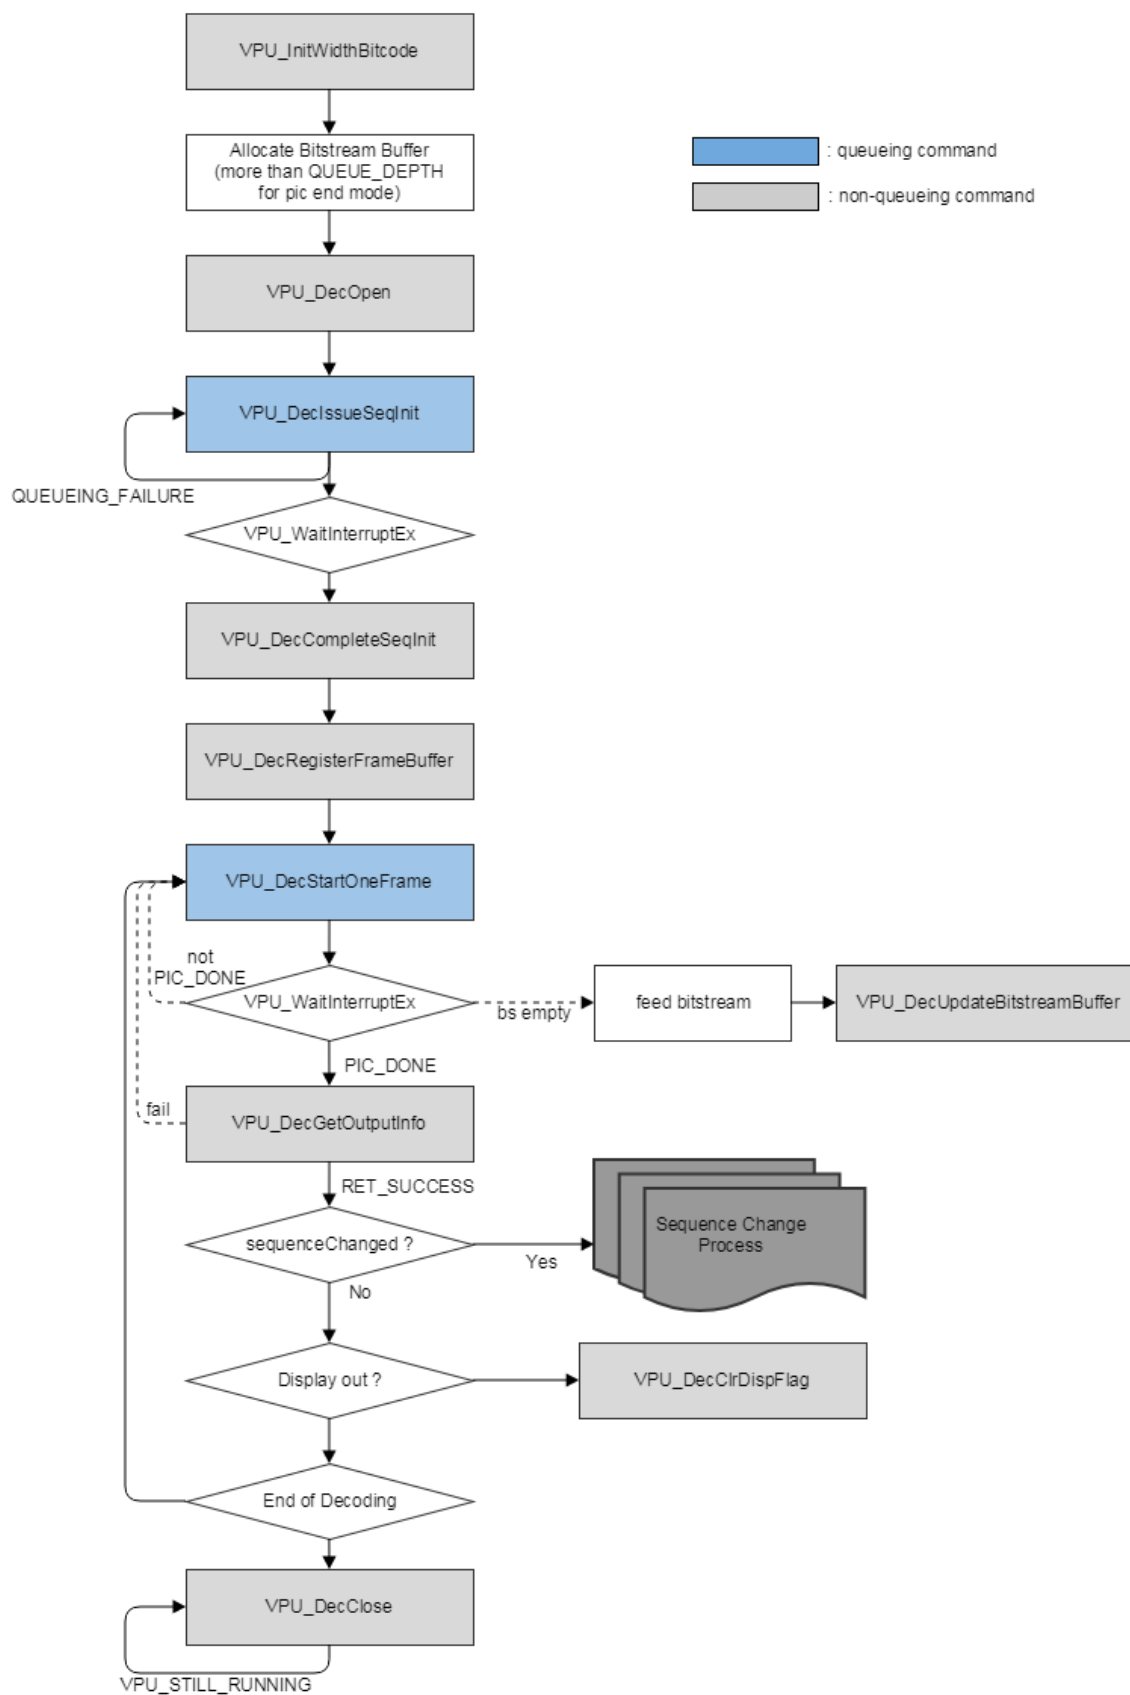 VPU_InitWidthBitcode
Allocate Bitstream Buffer
(more than QUEUE_DEPTH
for pic end mode)
: queueing command
: non-queueing command
VPU_DecOpen
VPU_DecIssueSeqInit
QUEUEING_FAILURE
VPU_WaitInterruptEx
VPU_DecCompleteSeqInit
VPU_DecRegisterFrameBuffer
VPU_DecStartOneFrame
not
PIC_DONE
VPU_WaitInterruptEx
bs empty
feed bitstream
VPU_DecUpdateBitstreamBuffer
PIC_DONE
fail
VPU_DecGetOutputInfo
RET_SUCCESS
sequenceChanged ?
Yes
Sequence Change
Process
No
Display out ?
VPU_DecClrDispFlag
End of Decoding
VPU_DecClose
VPU_STILL_RUNNING